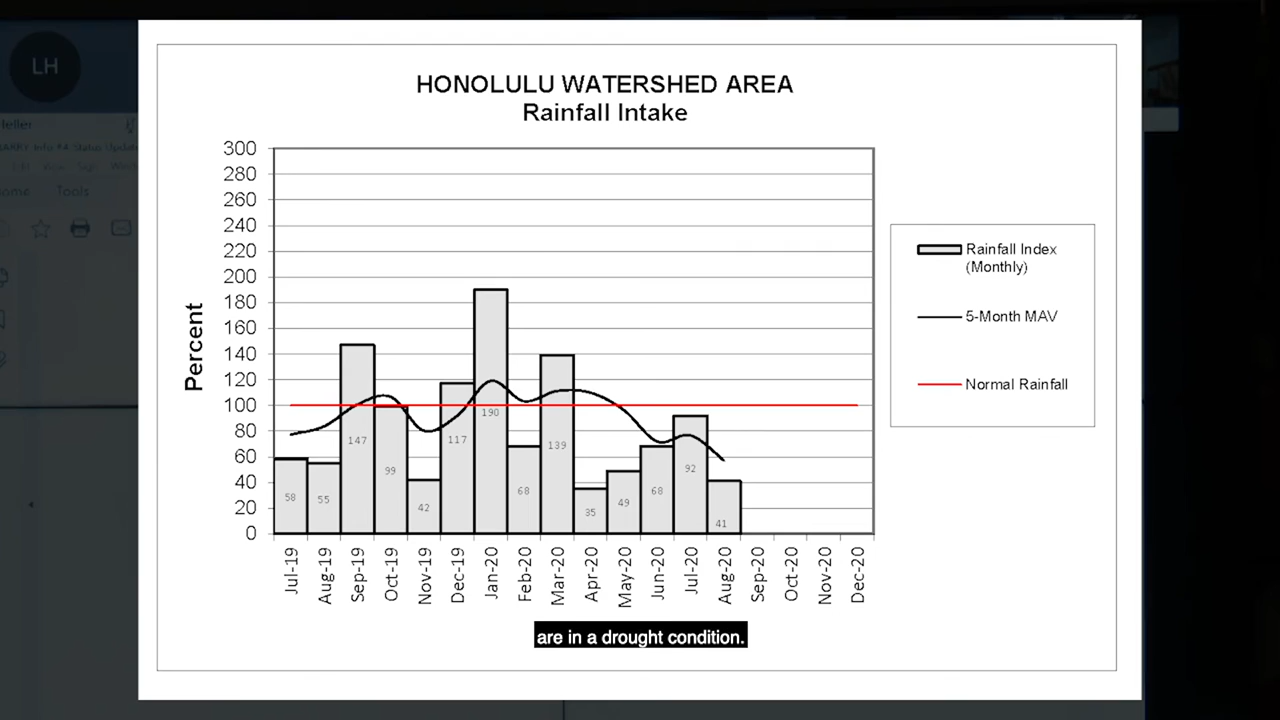 LH
Tools
HONOLULU WATERSHED AREA
Rainfall Intake
Percent
300
280
260
240
220
200
180
160
140
120
100
80
60
40
20
0
58
55
147
99
42
117
190
68
139
35
49
68
92
41
Jul-19
Aug-19
Sep-19
Oct-19
Nov-19
Dec-19
Jan-20
Feb-20
Mar-20
Apr-20
May-20
Jun-20
Jul-20
Aug-20
Sep-20
Oct-20
Nov-20
Dec-20
Rainfall Index
(Monthly)
5-Month MAV
Normal Rainfall
are in a drought condition.